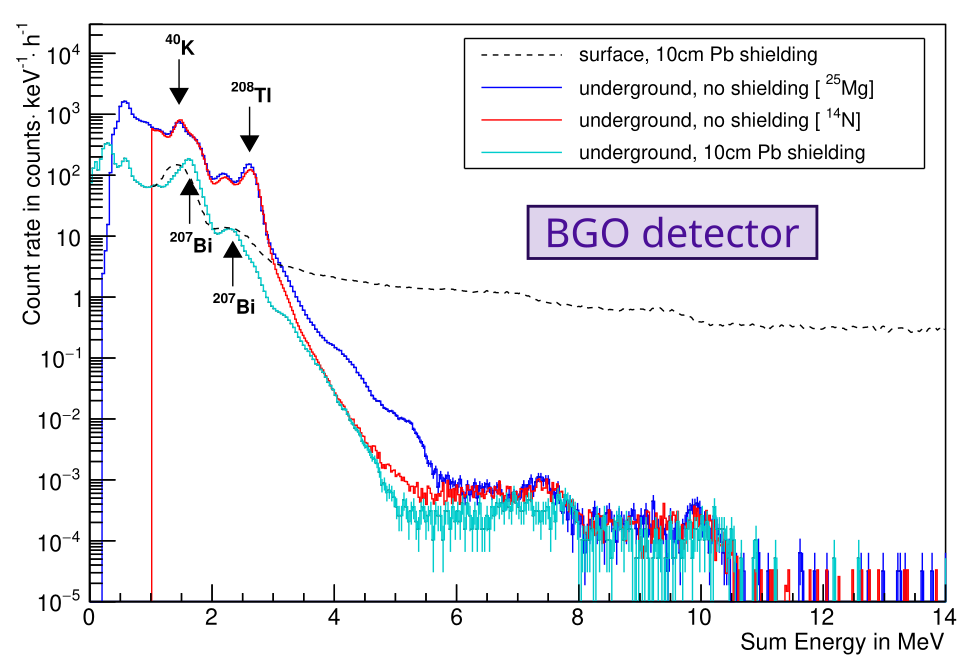 Count rate in counts· keV⁻¹· h⁻¹
10⁴
10³
10²
10
1
10⁻¹
10⁻²
10⁻³
10⁻⁴
10⁻⁵
⁴⁰K
²⁰⁸Tl
²⁰⁷Bi
²⁰⁷Bi
surface, 10cm Pb shielding
underground, no shielding [ ²⁵Mg]
underground, no shielding [ ¹⁴N]
underground, 10cm Pb shielding
BGO detector
0 2 4 6 8 10 12 14
Sum Energy in MeV